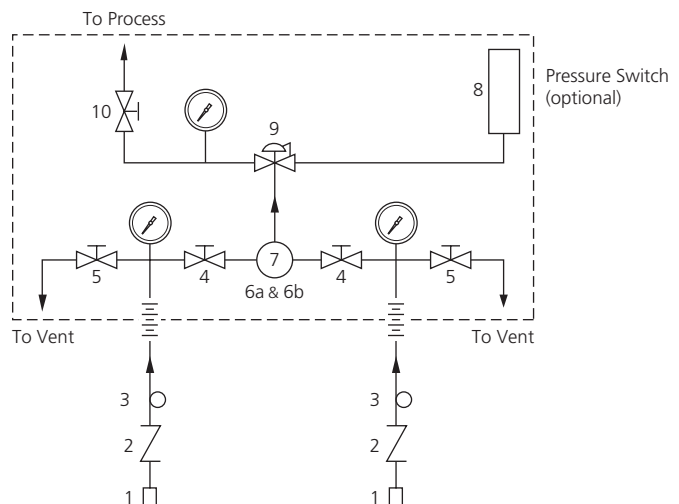 To Process
Pressure Switch
(optional)
8
10
9
7
5
4
4
5
6a & 6b
To Vent
To Vent
3
3
2
2
1
1